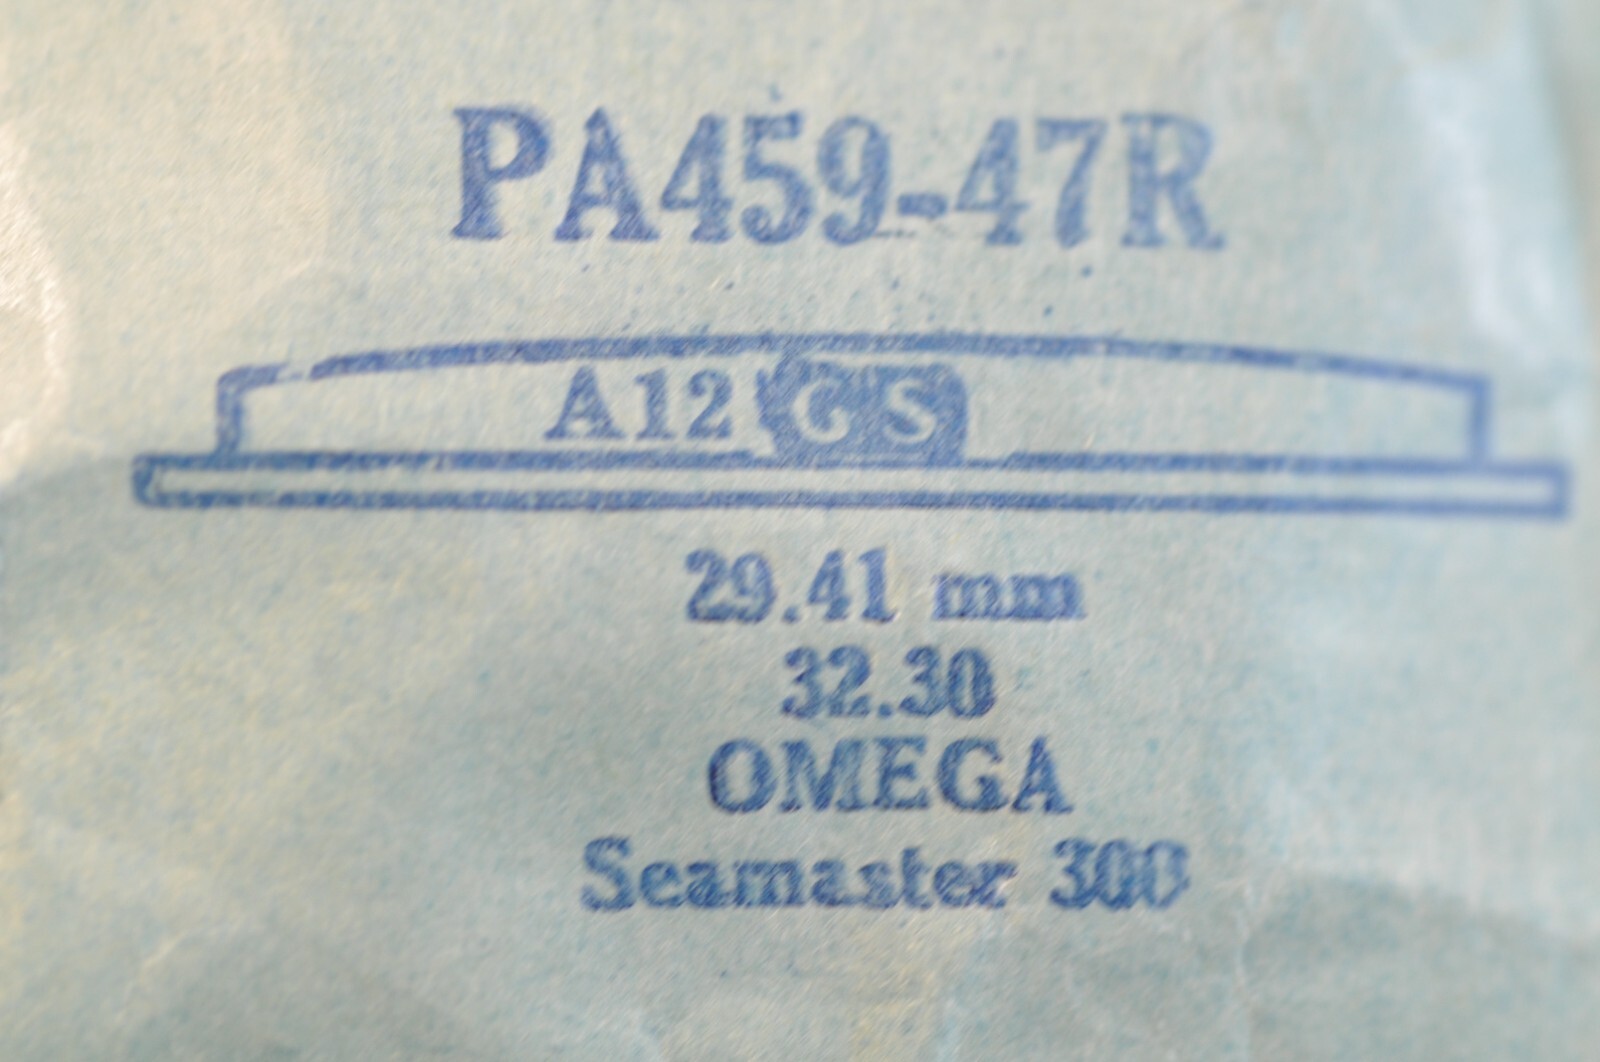 PA459-47R
A12 GS
29.41 mm
32.30
OMEGA
Seamaster 300